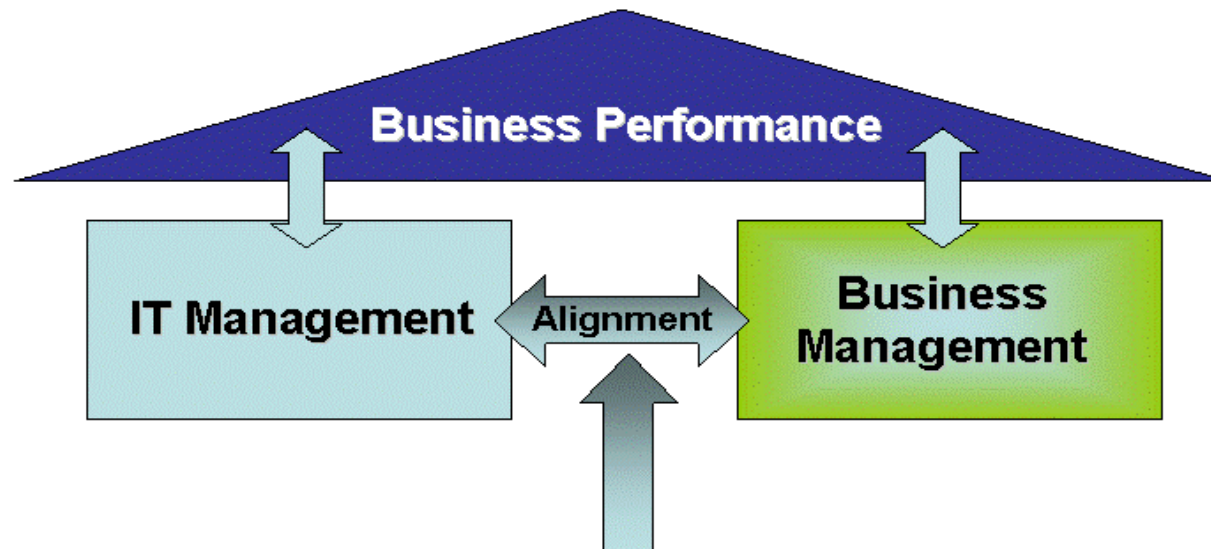 Business Performance
IT Management
Alignment
Business
Management